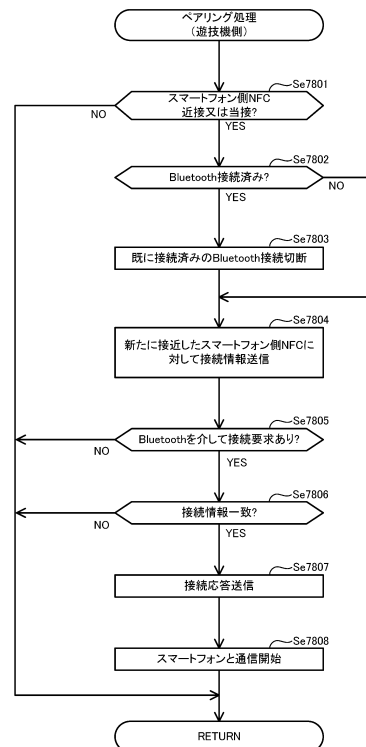 ペアリング処理
(遊技機側)
Se7801
スマートフォン側NFC
近接又は当接?
NO
YES
Se7802
Bluetooth接続済み?
NO
YES
Se7803
既に接続済みのBluetooth接続切断
Se7804
新たに接近したスマートフォン側NFCに
対して接続情報送信
Se7805
Bluetoothを介して接続要求あり?
NO
YES
Se7806
接続情報一致?
NO
YES
Se7807
接続応答送信
Se7808
スマートフォンと通信開始
RETURN